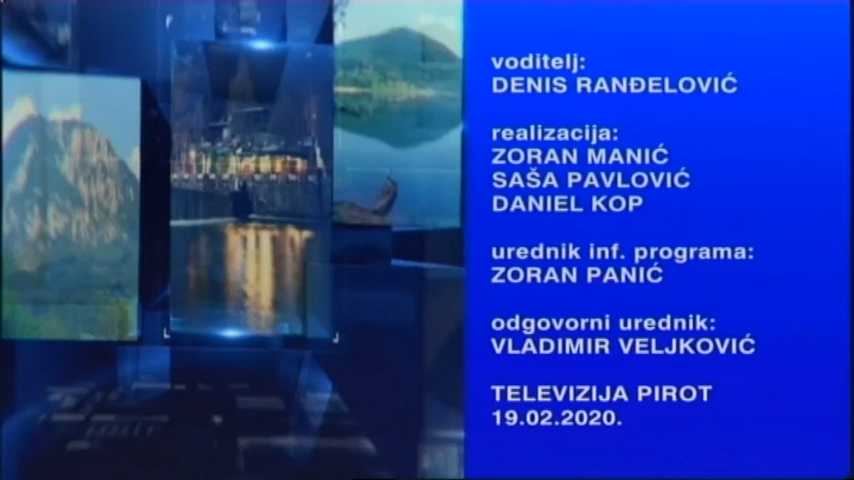 voditelj:
DENIS RANĐELOVIĆ
realizacija:
ZORAN MANIĆ
SAŠA PAVLOVIĆ
DANIEL KOP
urednik inf. programa:
ZORAN PANIĆ
odgovorni urednik:
VLADIMIR VELJKOVIĆ
TELEVIZIJA PIROT
19.02.2020.